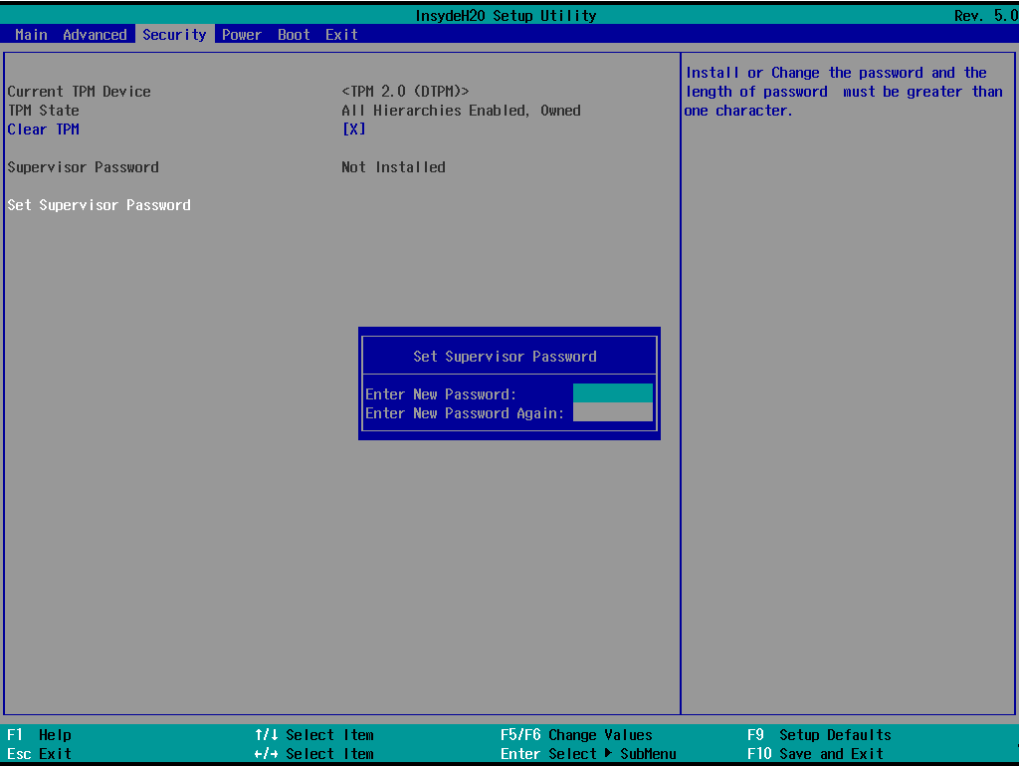 InsydeH20 Setup Utility Rev. 5.0
Main Advanced Security Power Boot Exit
Current TPM Device <TPM 2.0 (DTPM)>
TPM State All Hierarchies Enabled, Owned
Clear TPM [X]
Supervisor Password Not Installed
Set Supervisor Password
Install or Change the password and the
length of password must be greater than
one character.
Set Supervisor Password
Enter New Password:
Enter New Password Again:
F1 Help ↑/↓ Select Item F5/F6 Change Values F9 Setup Defaults
Esc Exit ←/→ Select Item Enter Select ▶ SubMenu F10 Save and Exit